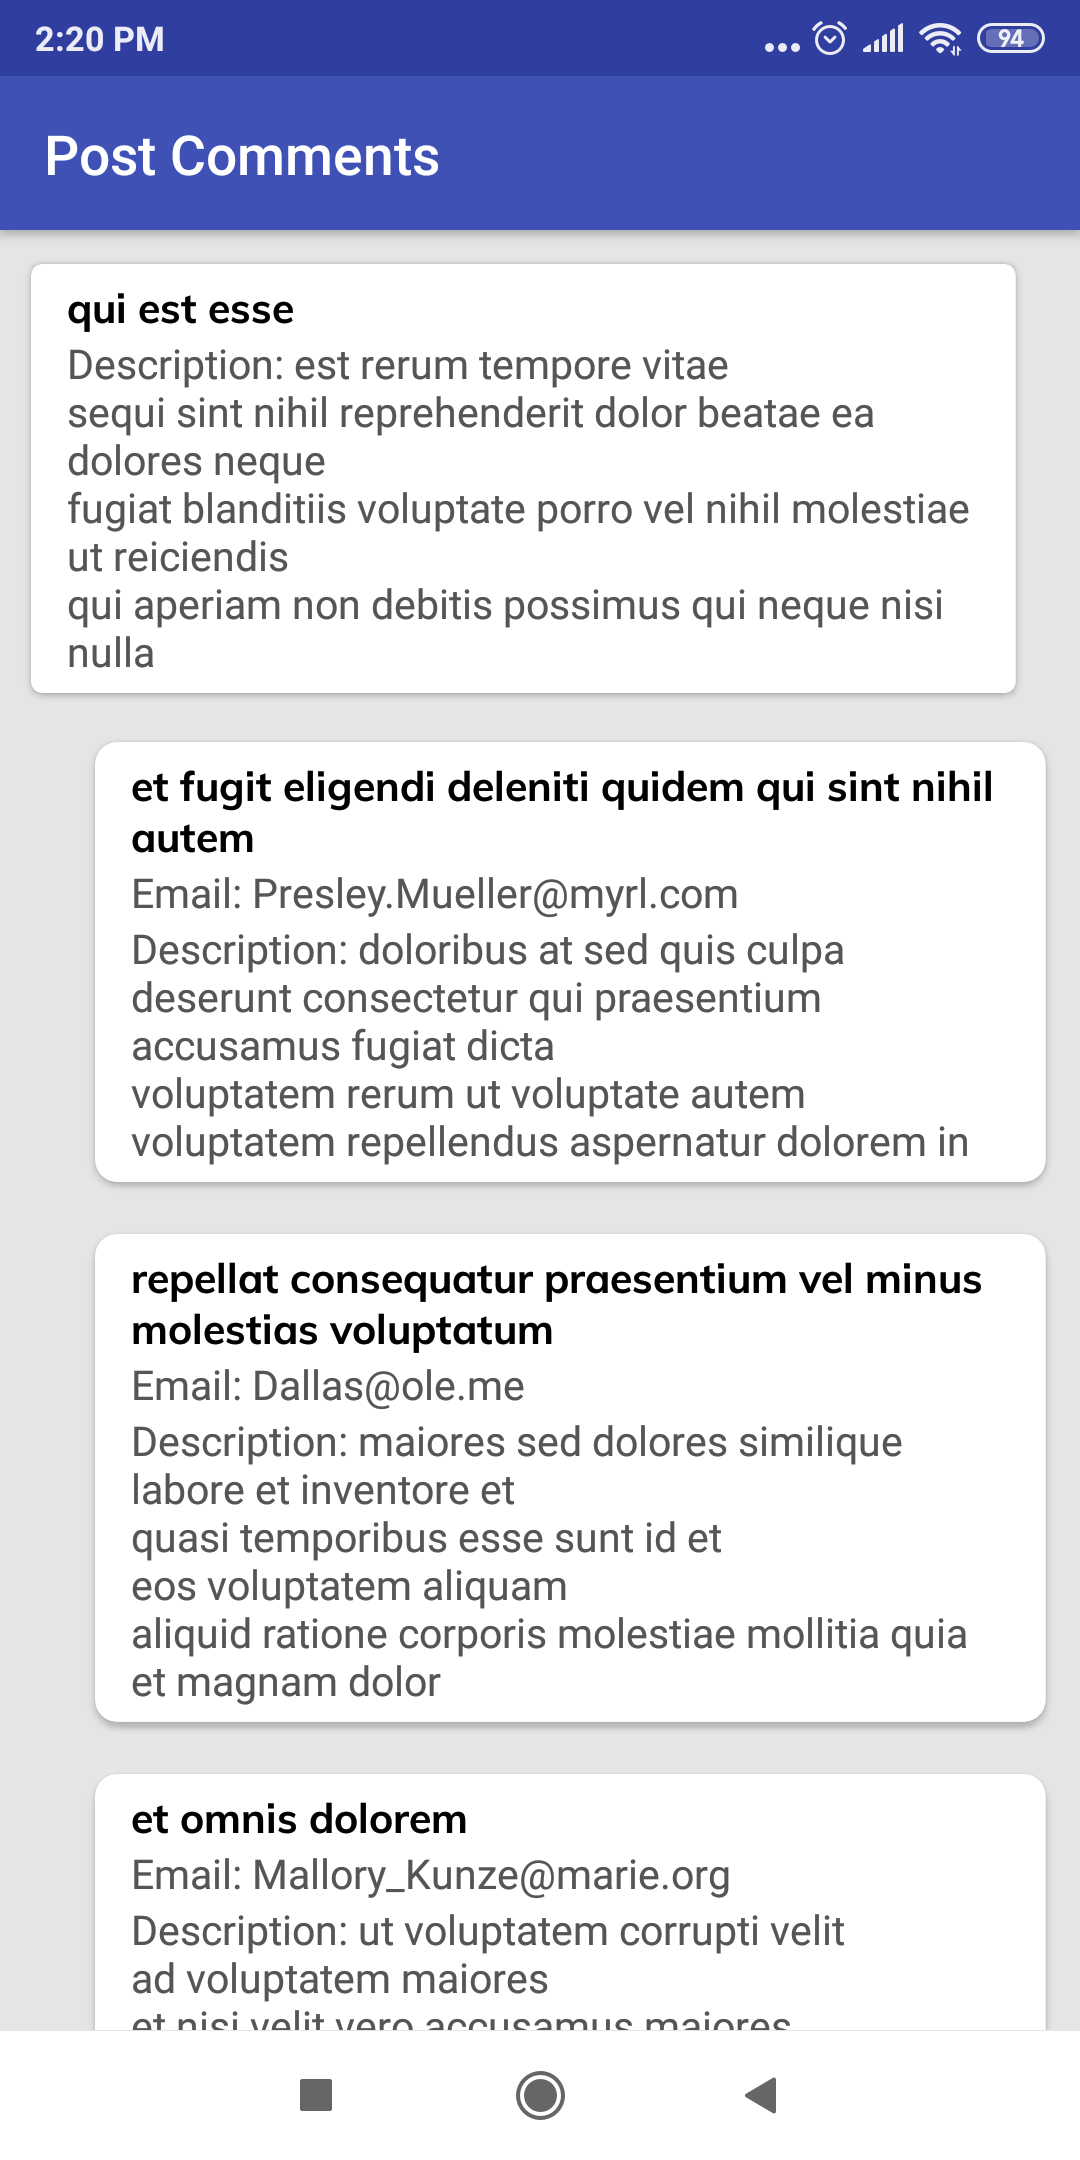 2:20 PM
94
Post Comments
qui est esse
Description: est rerum tempore vitae
sequi sint nihil reprehenderit dolor beatae ea
dolores neque
fugiat blanditiis voluptate porro vel nihil molestiae
ut reiciendis
qui aperiam non debitis possimus qui neque nisi
nulla
et fugit eligendi deleniti quidem qui sint nihil
autem
Email: Presley.Mueller@myrl.com
Description: doloribus at sed quis culpa
deserunt consectetur qui praesentium
accusamus fugiat dicta
voluptatem rerum ut voluptate autem
voluptatem repellendus aspernatur dolorem in
repellat consequatur praesentium vel minus
molestias voluptatum
Email: Dallas@ole.me
Description: maiores sed dolores similique
labore et inventore et
quasi temporibus esse sunt id et
eos voluptatem aliquam
aliquid ratione corporis molestiae mollitia quia
et magnam dolor
et omnis dolorem
Email: Mallory_Kunze@marie.org
Description: ut voluptatem corrupti velit
ad voluptatem maiores
et nisi velit vero accusamus maiores